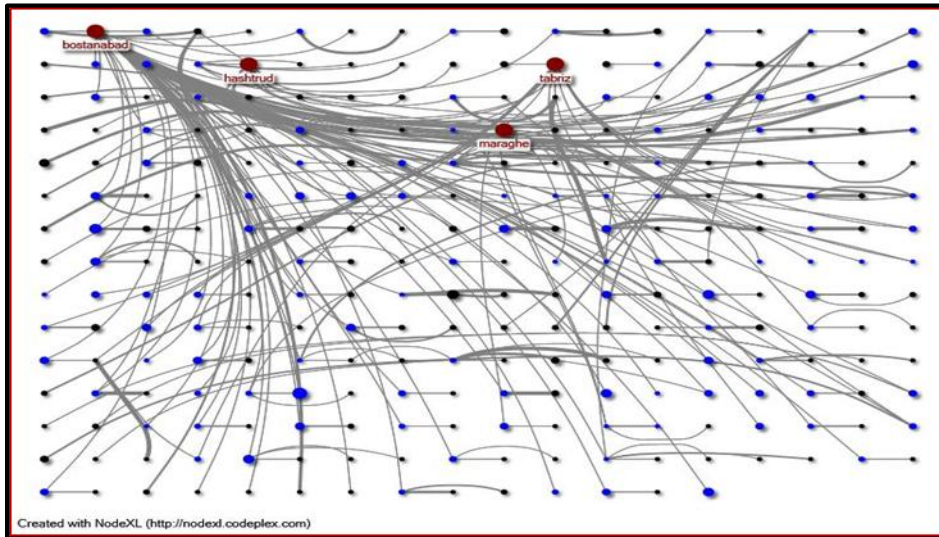 bostanabad
hashtrud
tabriz
maraghe
Created with NodeXL (http://nodexl.codeplex.com)